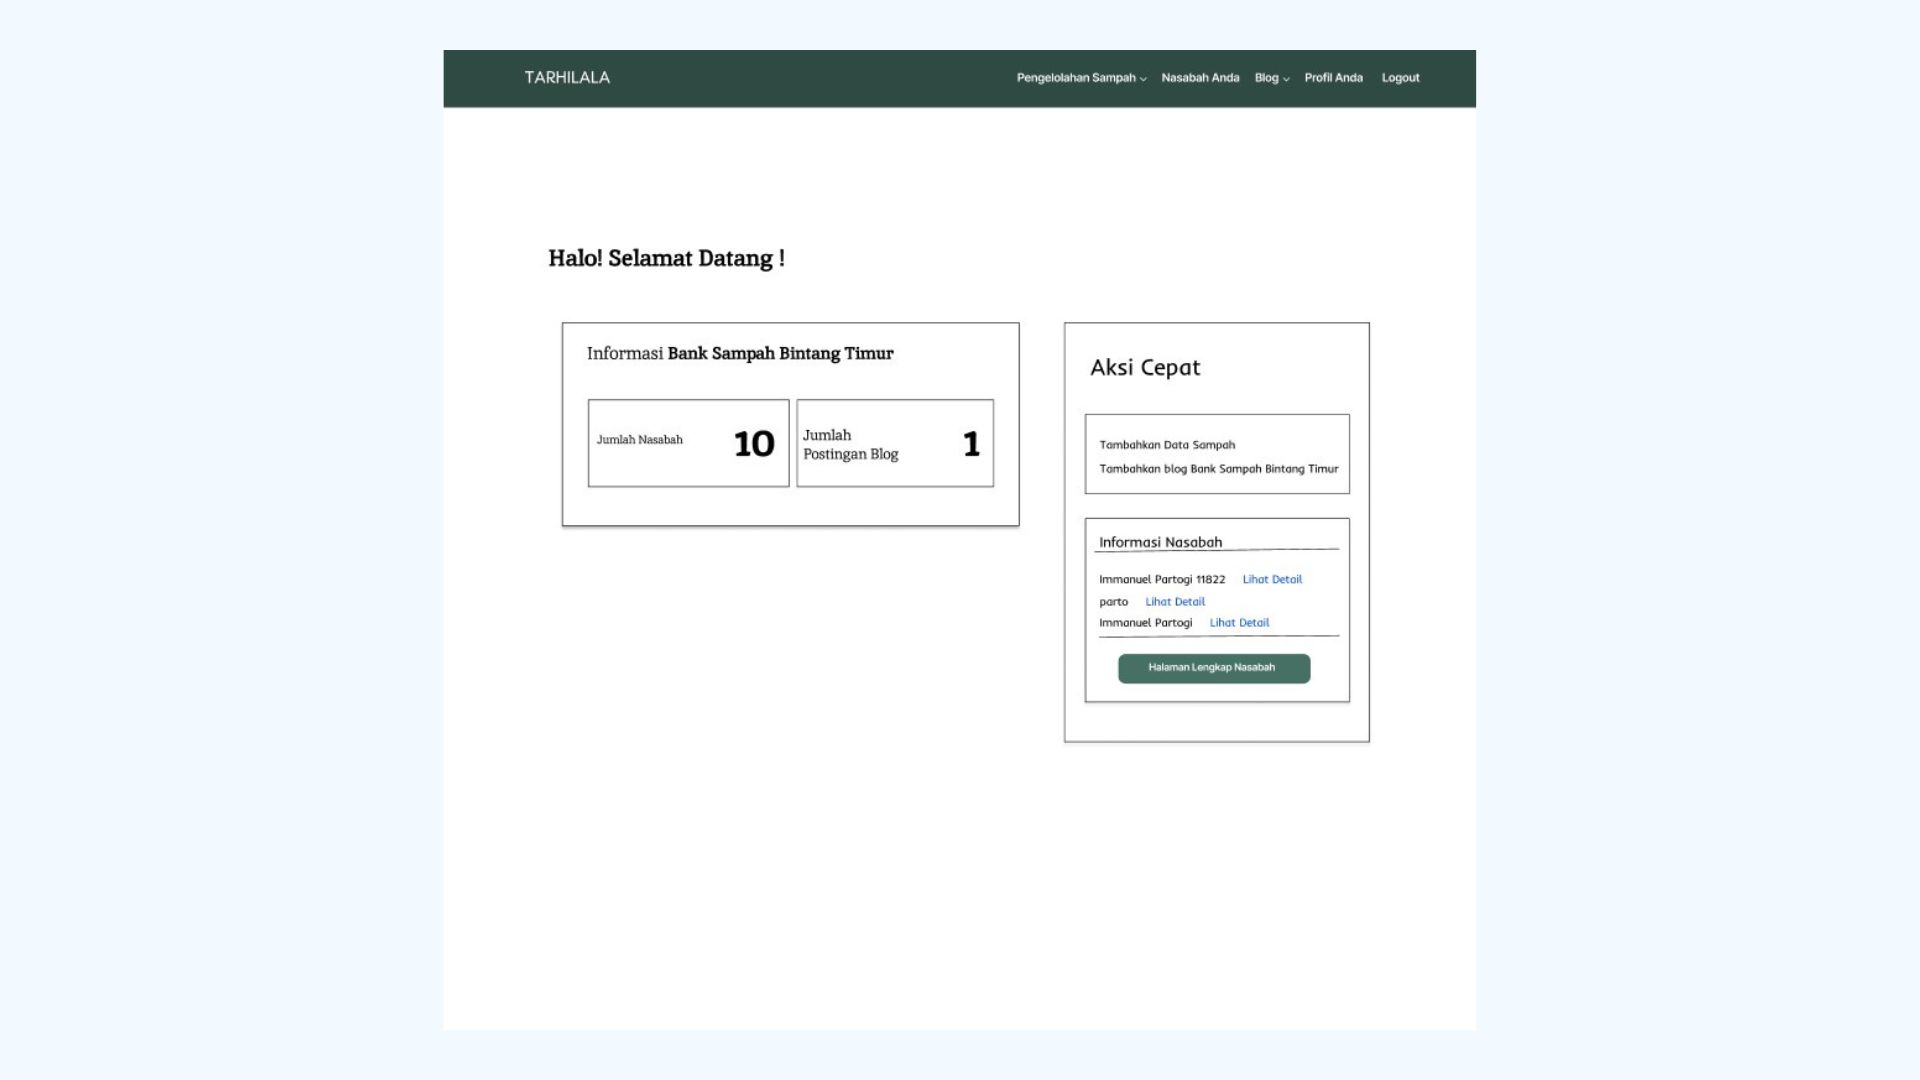 TARHILALA
Pengelolahan Sampah Nasabah Anda Blog Profil Anda Logout
Halo! Selamat Datang !
Informasi Bank Sampah Bintang Timur
Jumlah Nasabah 10
Jumlah
Postingan Blog 1
Aksi Cepat
Tambahkan Data Sampah
Tambahkan blog Bank Sampah Bintang Timur
Informasi Nasabah
Immanuel Partogi 11822 Lihat Detail
parto Lihat Detail
Immanuel Partogi Lihat Detail
Halaman Lengkap Nasabah